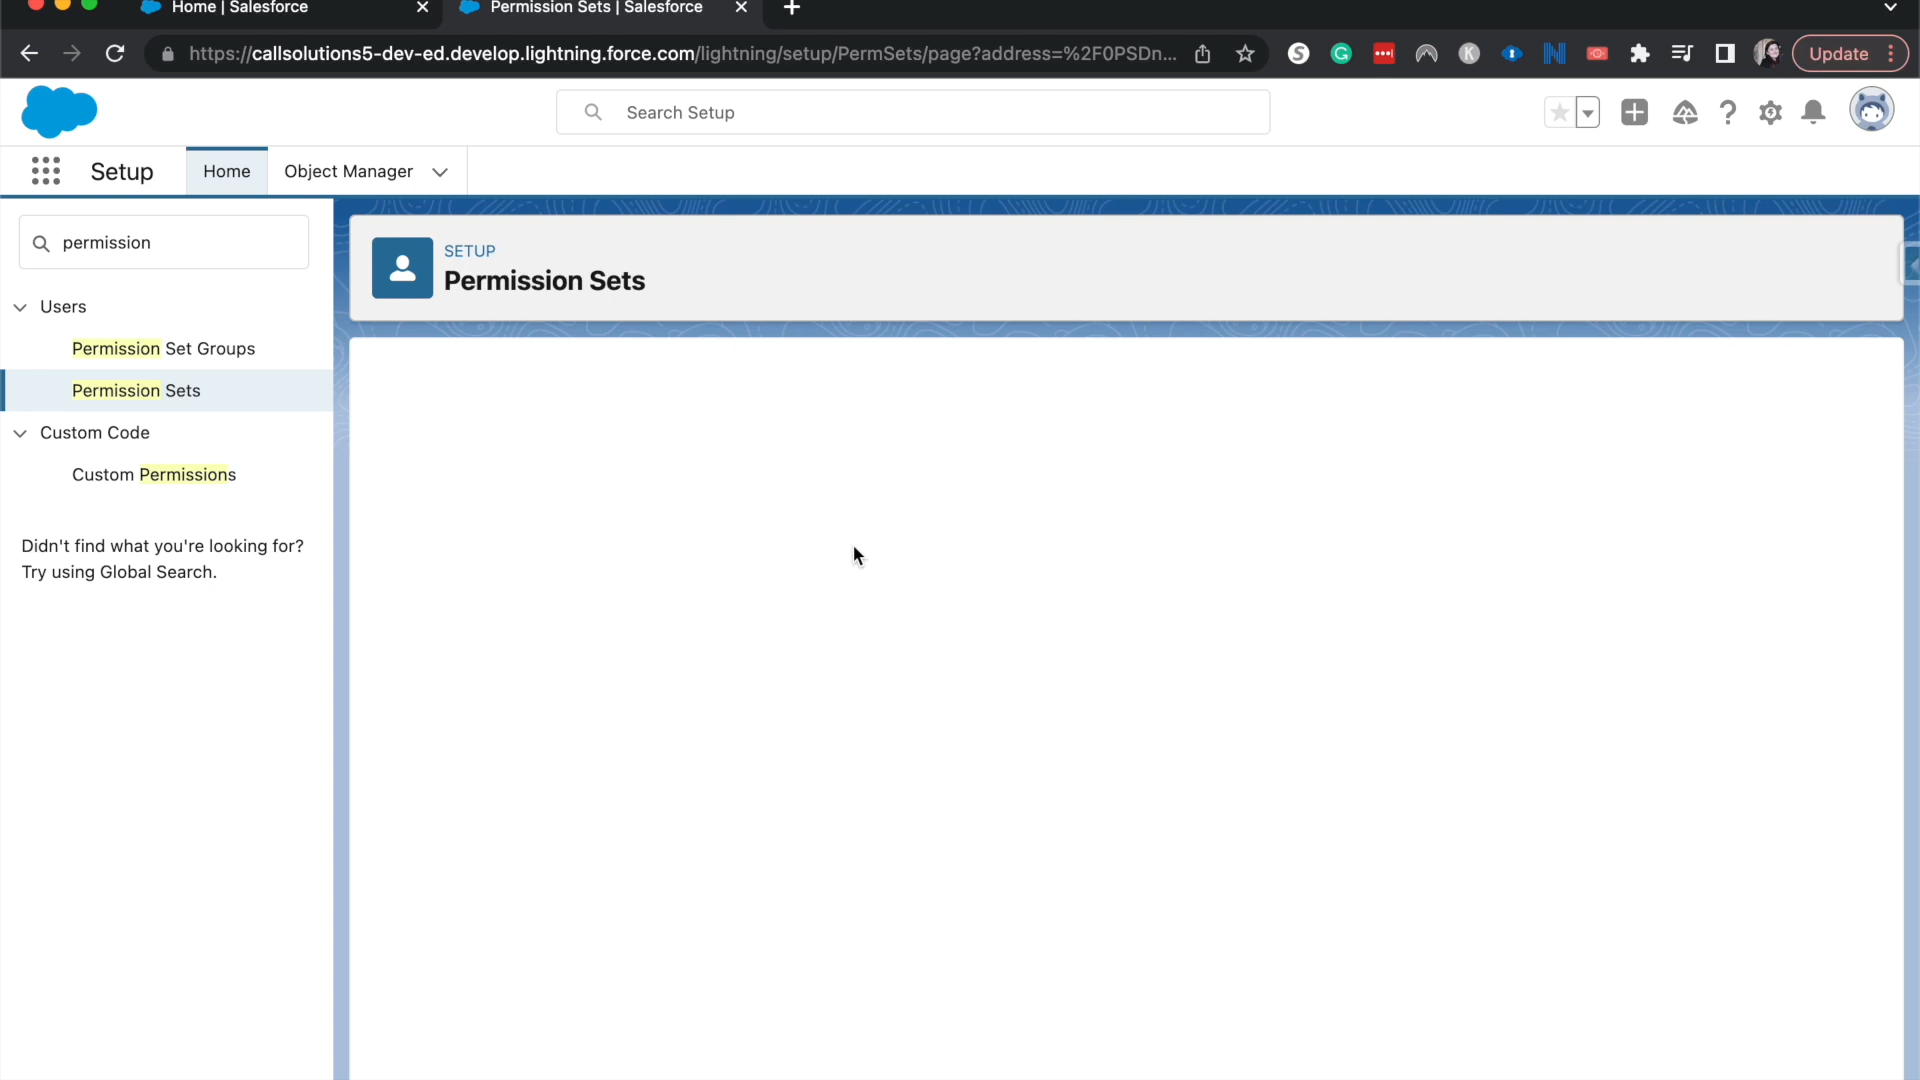 Home | Salesforce
Permission Sets | Salesforce
https://callsolutions5-dev-ed.develop.lightning.force.com/lightning/setup/PermSets/page?address=%2F0PSDn...
Update
Search Setup
Setup
Home
Object Manager
permission
SETUP
Permission Sets
Users
Permission Set Groups
Permission Sets
Custom Code
Custom Permissions
Didn't find what you're looking for?
Try using Global Search.